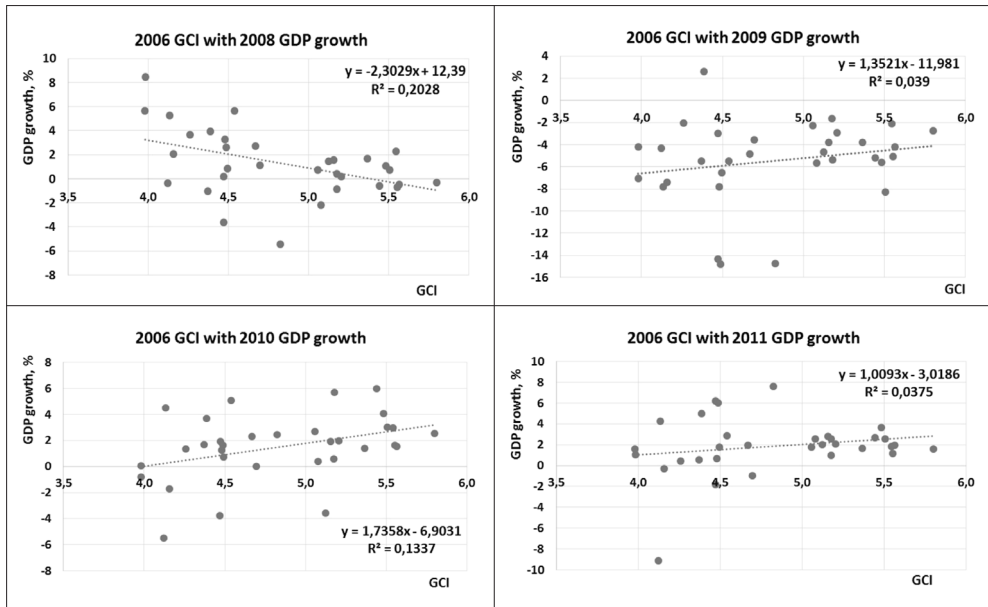 2006 GCI with 2008 GDP growth
y = -2,3029x + 12,39
R² = 0,2028
GDP growth, %
10
8
6
4
2
0
-2
-4
-6
-8
3,5 4,0 4,5 5,0 5,5 6,0
GCI
2006 GCI with 2009 GDP growth
y = 1,3521x - 11,981
R² = 0,039
GDP growth, %
4
2
0
-2
-4
-6
-8
-10
-12
-14
-16
3,5 4,0 4,5 5,0 5,5 6,0
GCI
2006 GCI with 2010 GDP growth
GDP growth, %
8
6
4
2
0
-2
-4
-6
-8
3,5 4,0 4,5 5,0 5,5 6,0
y = 1,7358x - 6,9031
R² = 0,1337
GCI
2006 GCI with 2011 GDP growth
y = 1,0093x - 3,0186
R² = 0,0375
GDP growth, %
10
8
6
4
2
0
-2
-4
-6
-8
-10
3,5 4,0 4,5 5,0 5,5 6,0
GCI